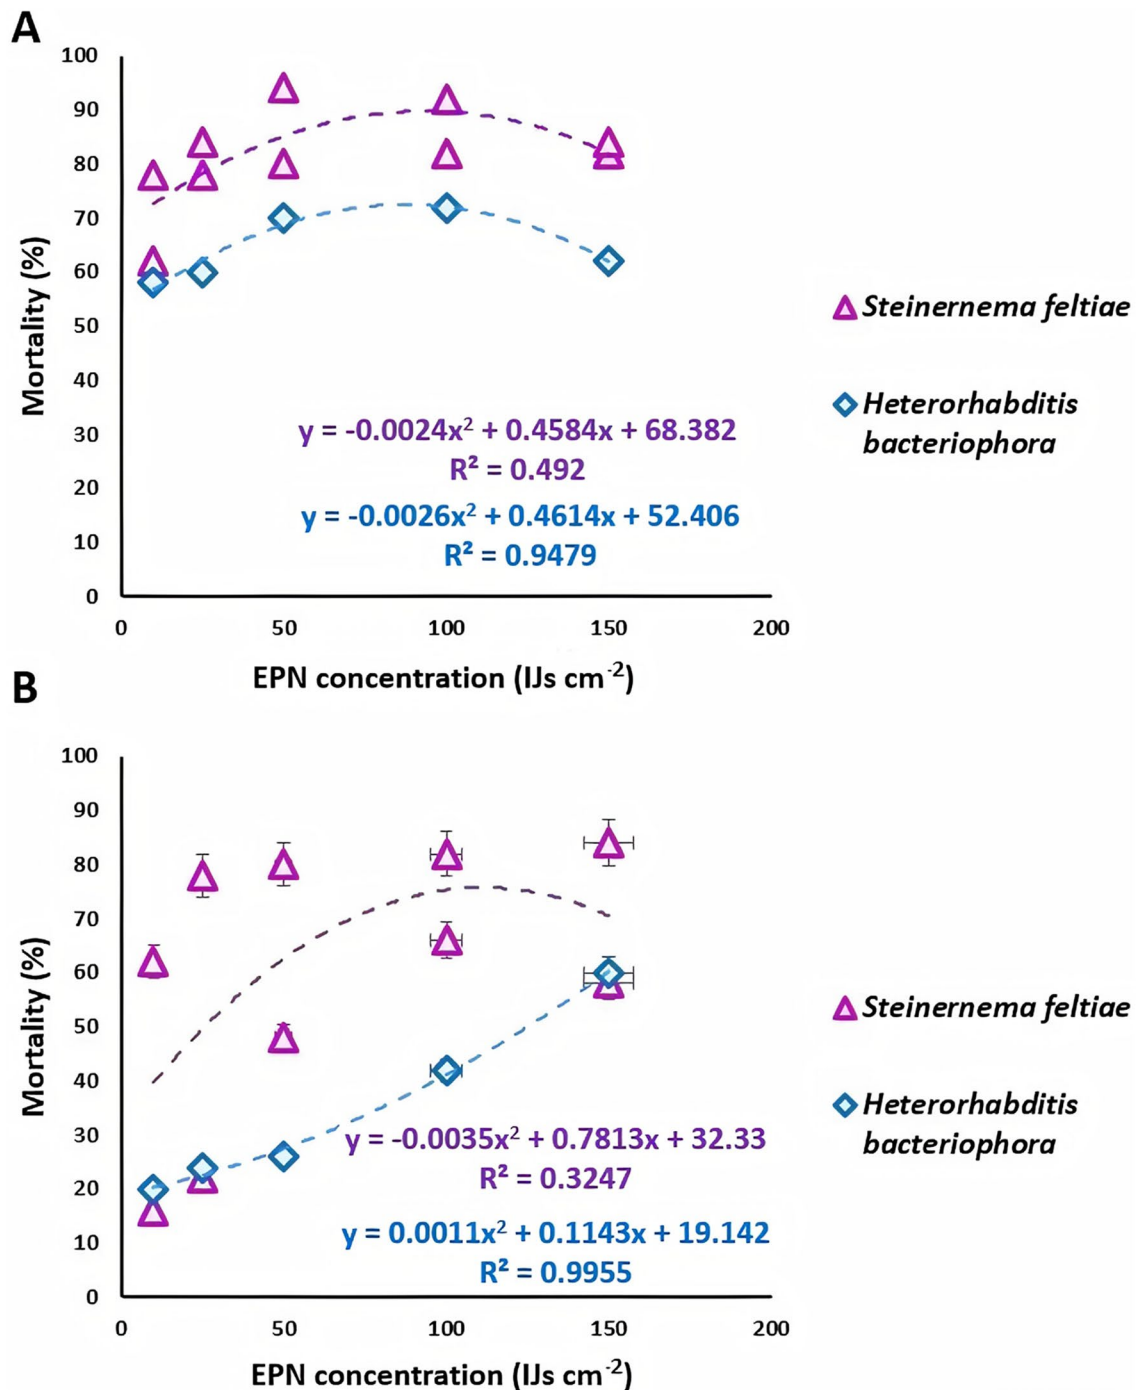 A
100
90
80
70
60
50
40
30
20
10
0
Mortality (%)
y = -0.0024x² + 0.4584x + 68.382
R² = 0.492
y = -0.0026x² + 0.4614x + 52.406
R² = 0.9479
0 50 100 150 200
EPN concentration (IJs cm⁻²)
Steinernema feltiae
Heterorhabditis
bacteriophora
B
100
90
80
70
60
50
40
30
20
10
0
Mortality (%)
y = -0.0035x² + 0.7813x + 32.33
R² = 0.3247
y = 0.0011x² + 0.1143x + 19.142
R² = 0.9955
0 50 100 150 200
EPN concentration (IJs cm⁻²)
Steinernema feltiae
Heterorhabditis
bacteriophora